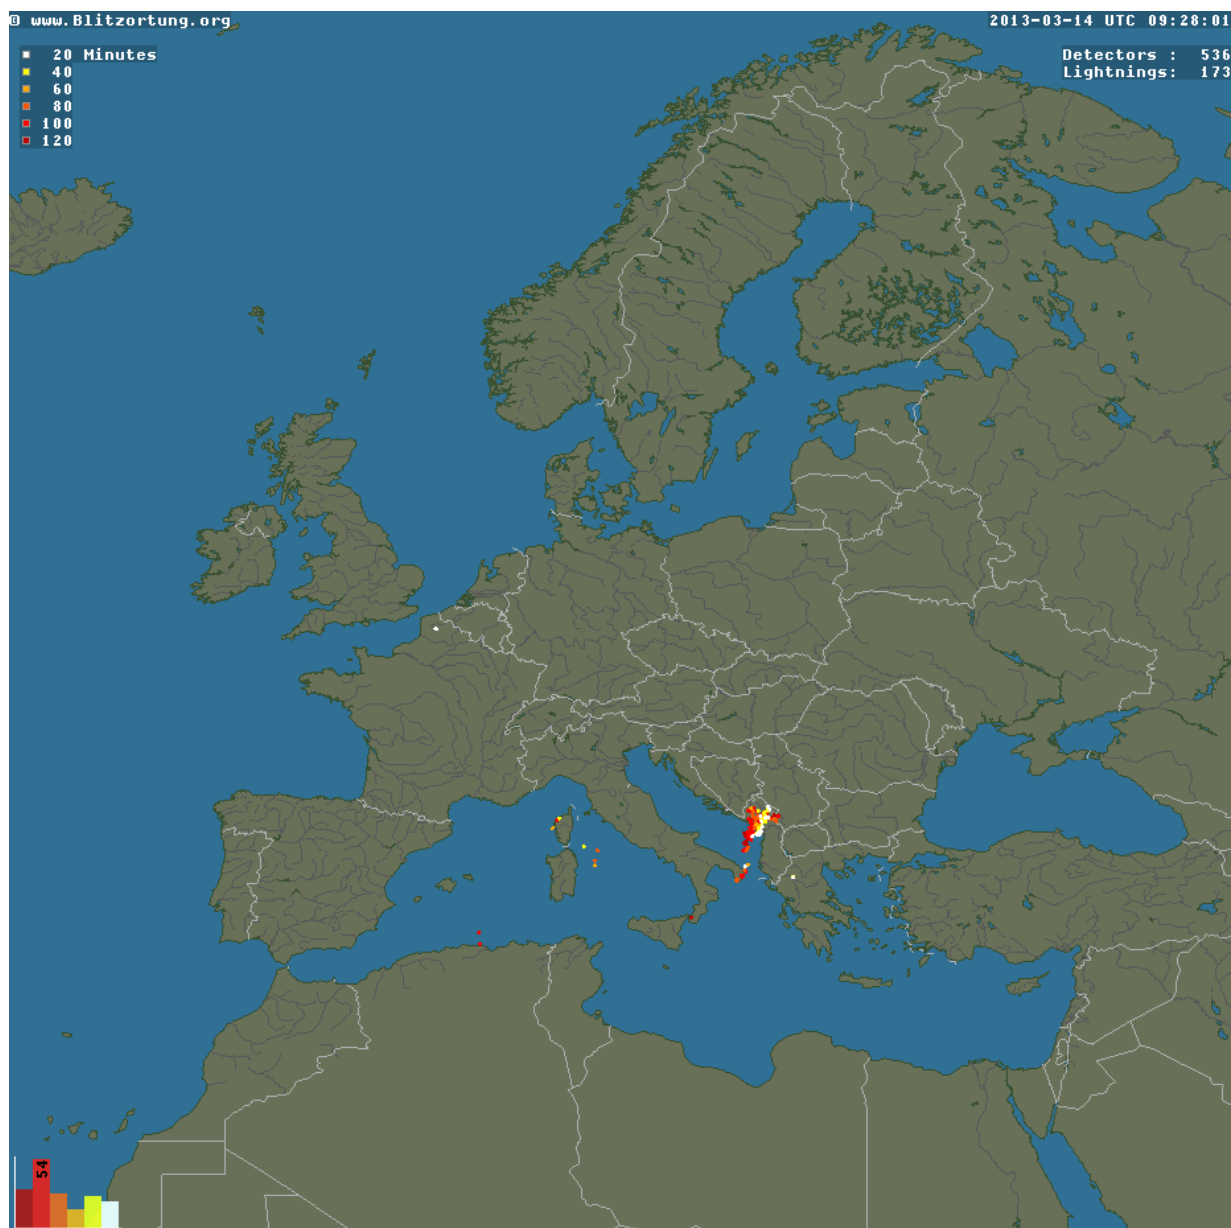 © www.Blitzortung.org
2013-03-14 UTC 09:28:01
20 Minutes
40
60
80
100
120
Detectors : 536
Lightnings: 173
54